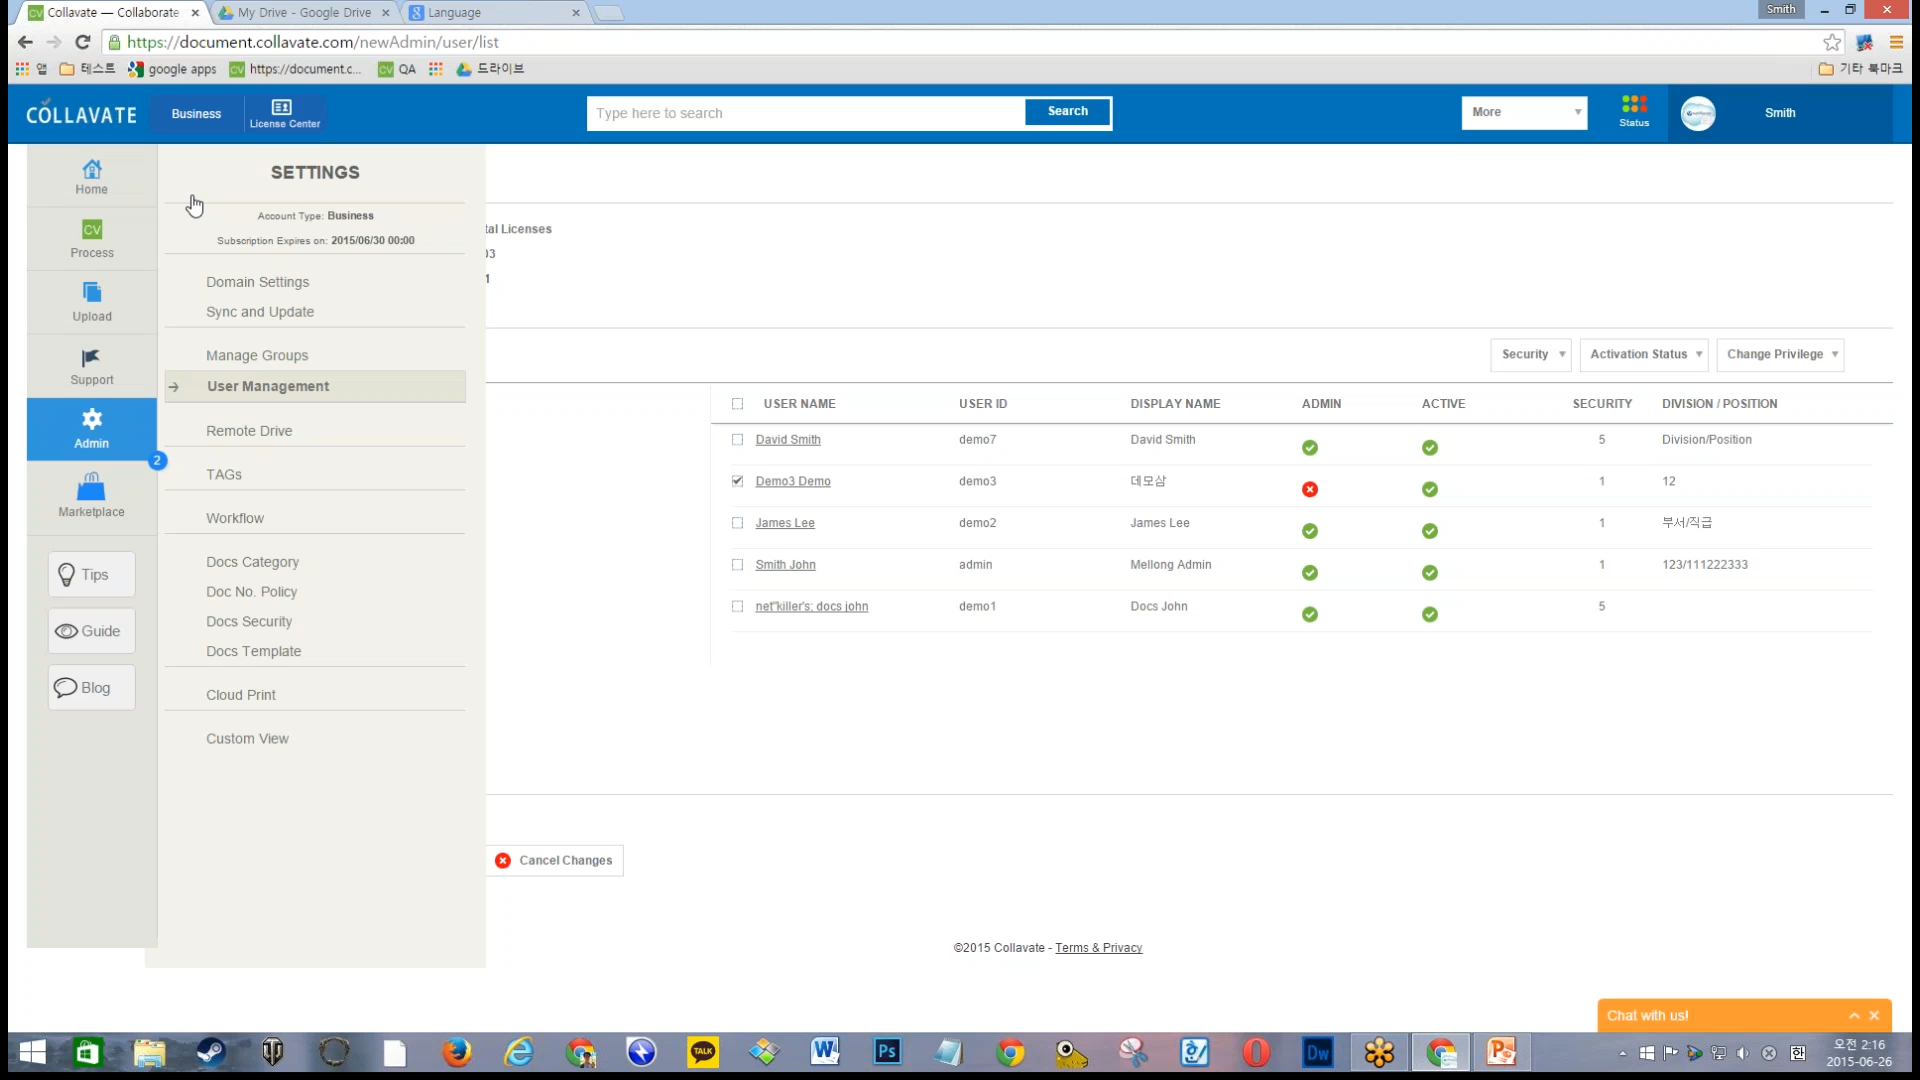 Collavate — Collaborate
My Drive - Google Drive
Language
Smith
https://document.collavate.com/newAdmin/user/list
앱
테스트
google apps
https://document.c...
QA
드라이브
기타 북마크
COLLAVATE
Business
License Center
Type here to search
Search
More
Status
Smith
Home
Process
Upload
Support
Admin
2
Marketplace
Tips
Guide
Blog
SETTINGS
Account Type: Business
Subscription Expires on: 2015/06/30 00:00
Domain Settings
Sync and Update
Manage Groups
User Management
Remote Drive
TAGs
Workflow
Docs Category
Doc No. Policy
Docs Security
Docs Template
Cloud Print
Custom View
tal Licenses
03
1
Security
Activation Status
Change Privilege
USER NAME USER ID DISPLAY NAME ADMIN ACTIVE SECURITY DIVISION / POSITION
David Smith demo7 David Smith 5 Division/Position
Demo3 Demo demo3 데모삼 1 12
James Lee demo2 James Lee 1 부서/직급
Smith John admin Mellong Admin 1 123/111222333
net"killer's; docs john demo1 Docs John 5
Cancel Changes
©2015 Collavate - Terms & Privacy
Chat with us!
TALK
Ps
Dw
한
오전 2:16
2015-06-26